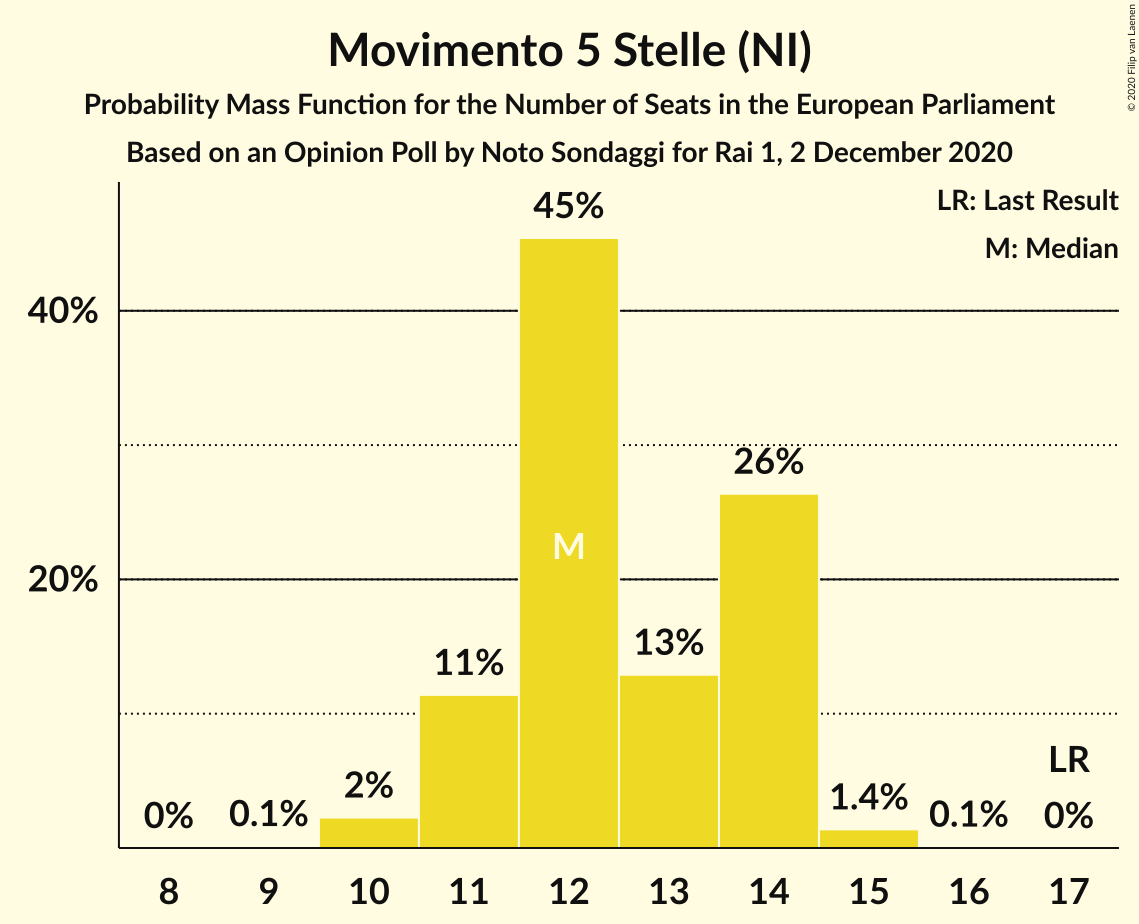 Movimento 5 Stelle (NI)
Probability Mass Function for the Number of Seats in the European Parliament
Based on an Opinion Poll by Noto Sondaggi for Rai 1, 2 December 2020
© 2020 Filip van Laenen
LR: Last Result
M: Median
40%
20%
0%
0.1%
2%
11%
45%
M
13%
26%
1.4%
0.1%
LR
0%
8 9 10 11 12 13 14 15 16 17